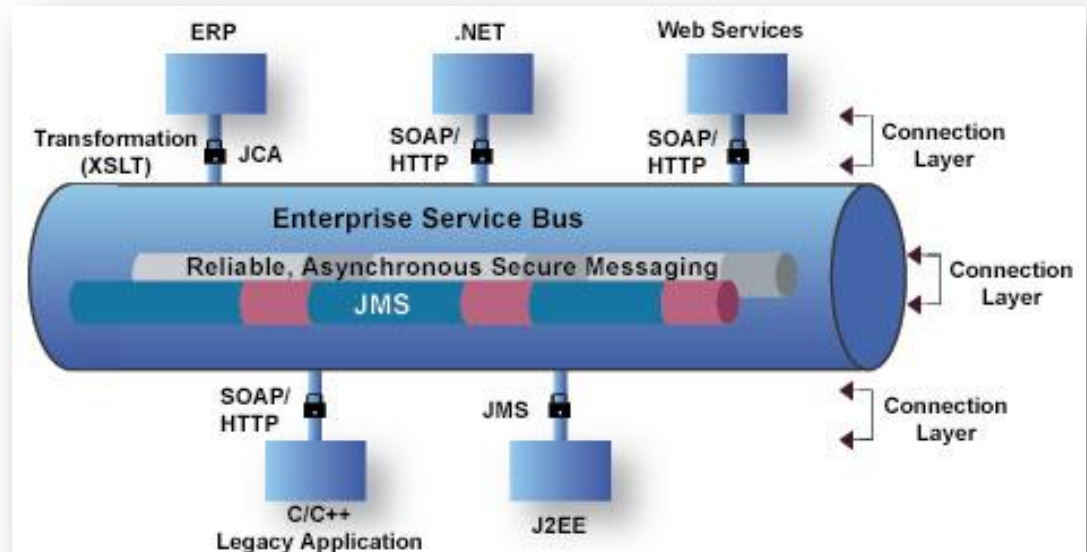 ERP
.NET
Web Services
Transformation
(XSLT)
JCA
SOAP/
HTTP
SOAP/
HTTP
Connection
Layer
Enterprise Service Bus
Reliable, Asynchronous Secure Messaging
JMS
Connection
Layer
SOAP/
HTTP
JMS
Connection
Layer
C/C++
Legacy Application
J2EE